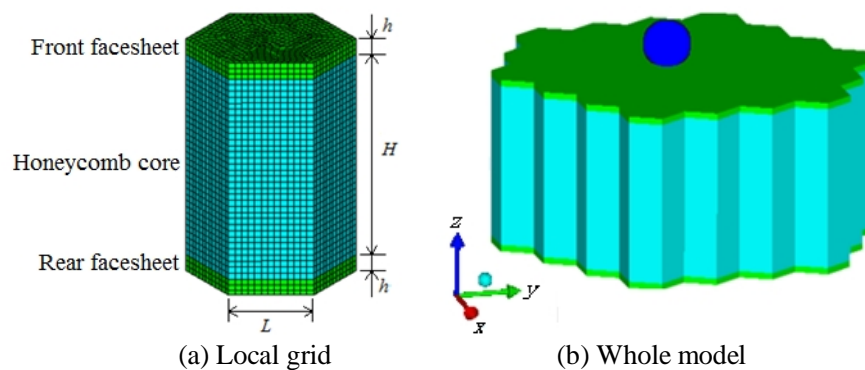 Front facesheet
h
Honeycomb core
H
Rear facesheet
h
L
(a) Local grid
z
y
x
(b) Whole model